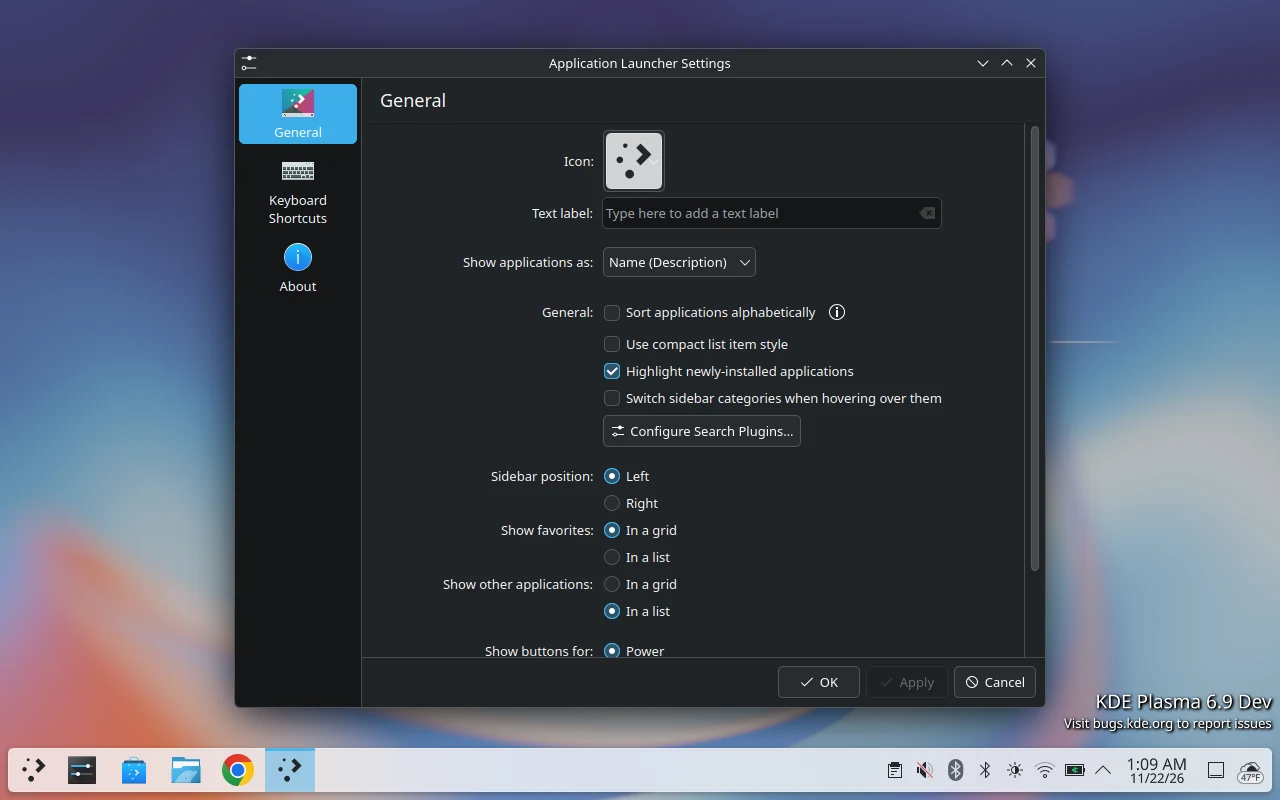 Application Launcher Settings
General
Keyboard
Shortcuts
About
General
Icon:
Text label: Type here to add a text label
Show applications as: Name (Description)
General: Sort applications alphabetically
Use compact list item style
Highlight newly-installed applications
Switch sidebar categories when hovering over them
Configure Search Plugins...
Sidebar position: Left
Right
Show favorites: In a grid
In a list
Show other applications: In a grid
In a list
Show buttons for: Power
OK Apply Cancel
KDE Plasma 6.9 Dev
Visit bugs.kde.org to report issues
1:09 AM
11/22/26
47°F